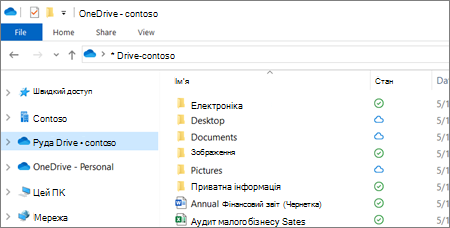 OneDrive - contoso
File Home Share View
* Drive-contoso
Ім'я Стан Da
Швидкий доступ
Contoso
Руда Drive • contoso
OneDrive - Personal
Цей ПК
Мережа
Електроніка 5/1
Desktop 5/1
Documents 5/1
Зображення 5/1
Pictures 5/1
Приватна інформація 5/1
Annual Фінансовий звіт (Чернетка) 5/1
Аудит малого бізнесу Sates 5/1